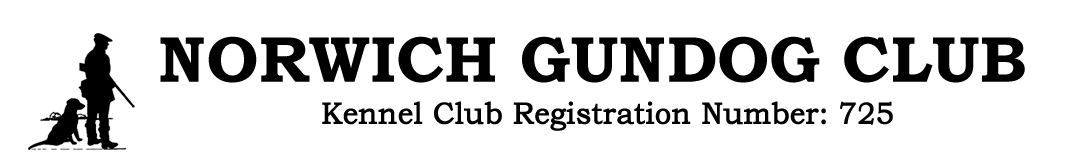 NORWICH GUNDOG CLUB
Kennel Club Registration Number: 725